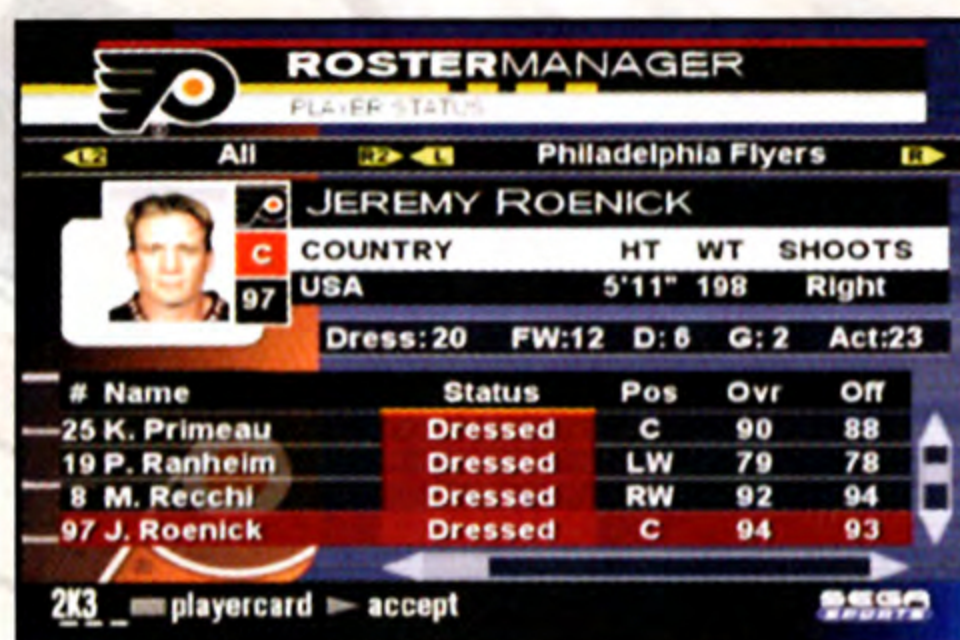 ROSTERMANAGER
PLAYER STATUS
L2 All R2 L Philadelphia Flyers R
JEREMY ROENICK
C COUNTRY HT WT SHOOTS
97 USA 5'11" 198 Right
Dress:20 FW:12 D:6 G:2 Act:23
# Name Status Pos Ovr Off
25 K. Primeau Dressed C 90 88
19 P. Ranheim Dressed LW 79 78
8 M. Recchi Dressed RW 92 94
97 J. Roenick Dressed C 94 93
2K3 playercard accept SEGA SPORTS